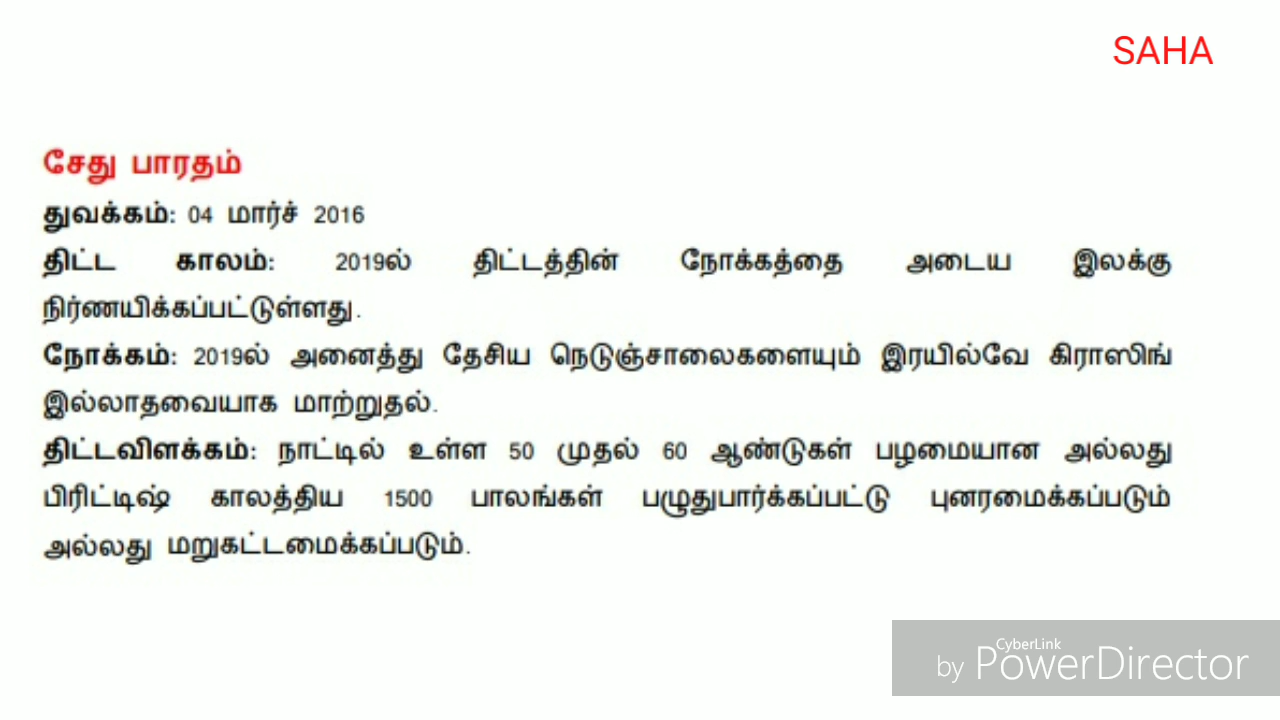 SAHA
சேது பாரதம்
துவக்கம்: 04 மார்ச் 2016
திட்ட காலம்: 2019ல் திட்டத்தின் நோக்கத்தை அடைய இலக்கு
நிர்ணயிக்கப்பட்டுள்ளது.
நோக்கம்: 2019ல் அனைத்து தேசிய நெடுஞ்சாலைகளையும் இரயில்வே கிராஸிங்
இல்லாதவையாக மாற்றுதல்.
திட்டவிளக்கம்: நாட்டில் உள்ள 50 முதல் 60 ஆண்டுகள் பழமையான அல்லது
பிரிட்டிஷ் காலத்திய 1500 பாலங்கள் பழுதுபார்க்கப்பட்டு புனரமைக்கப்படும்
அல்லது மறுகட்டமைக்கப்படும்.
CyberLink
by PowerDirector